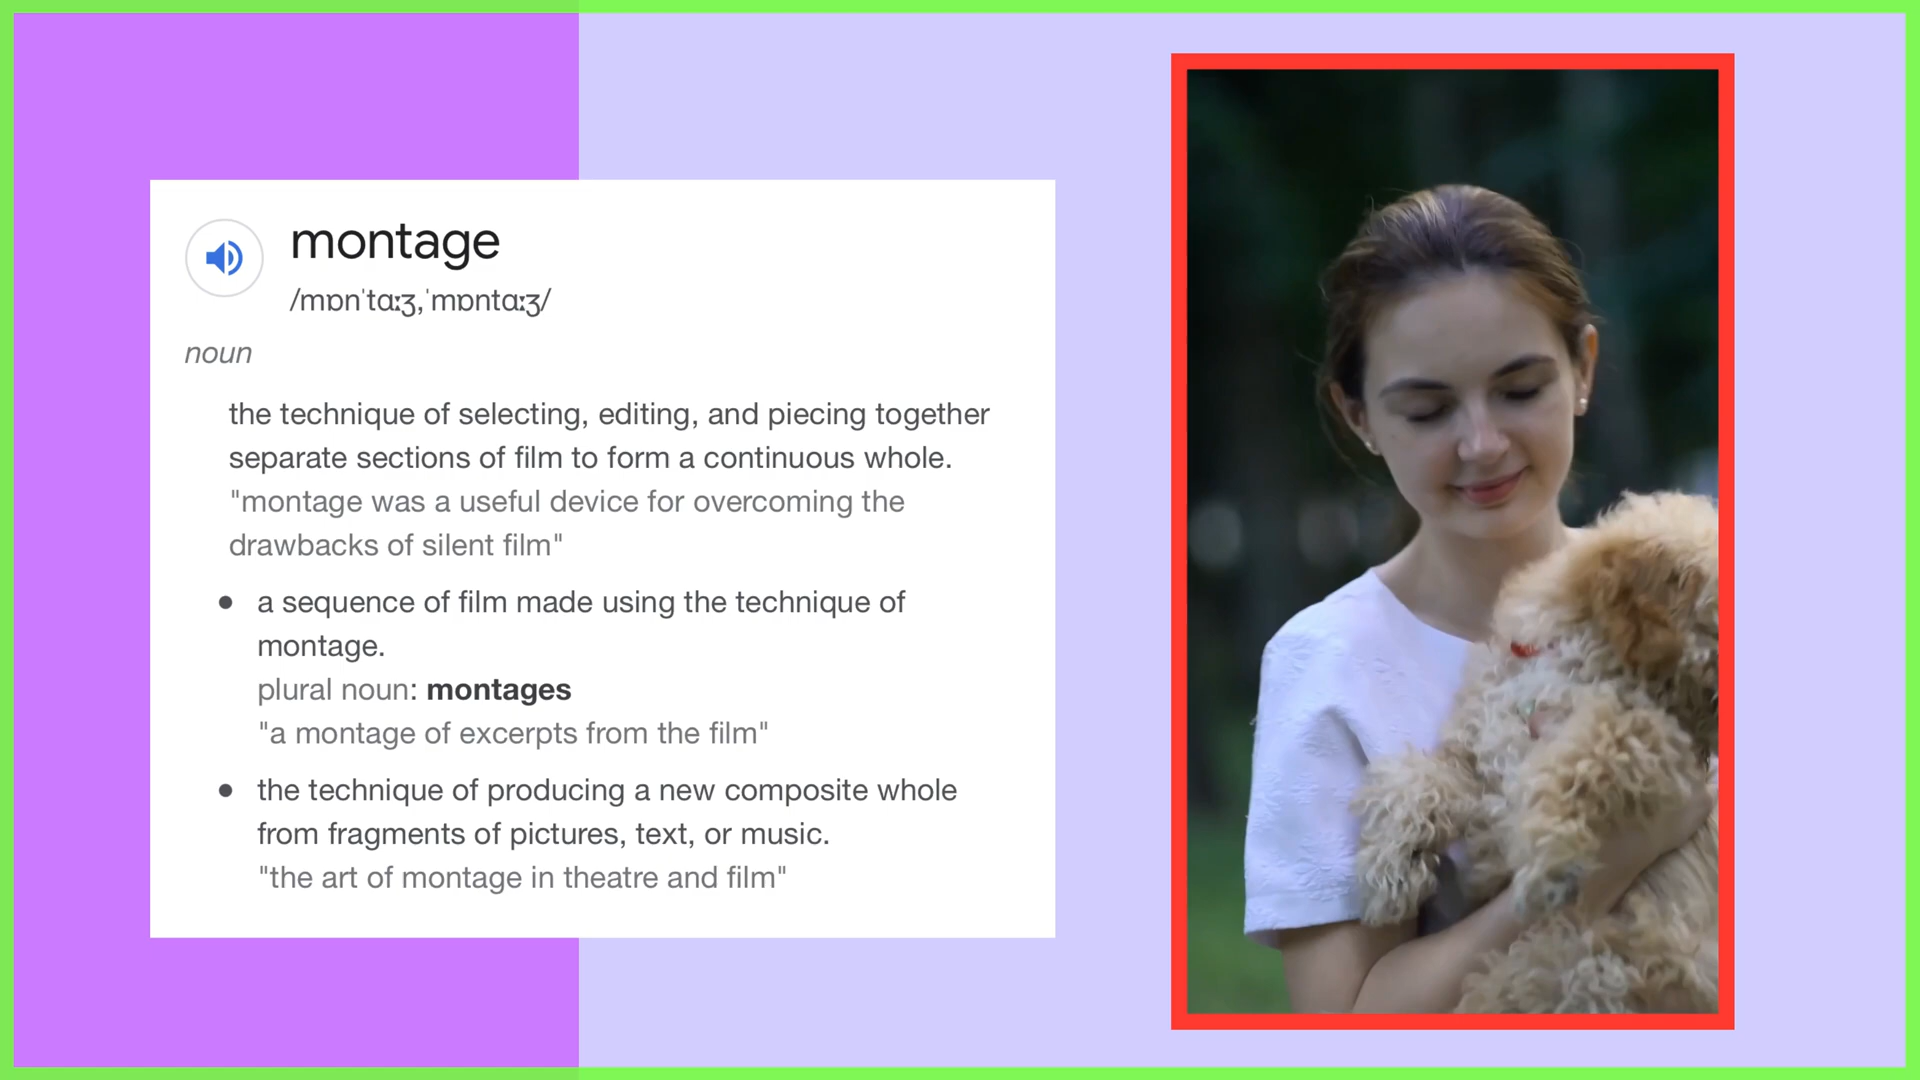 montage
/mɒnˈtɑːʒ,ˈmɒntɑːʒ/
noun
the technique of selecting, editing, and piecing together
separate sections of film to form a continuous whole.
"montage was a useful device for overcoming the
drawbacks of silent film"
● a sequence of film made using the technique of
montage.
plural noun: montages
"a montage of excerpts from the film"
● the technique of producing a new composite whole
from fragments of pictures, text, or music.
"the art of montage in theatre and film"